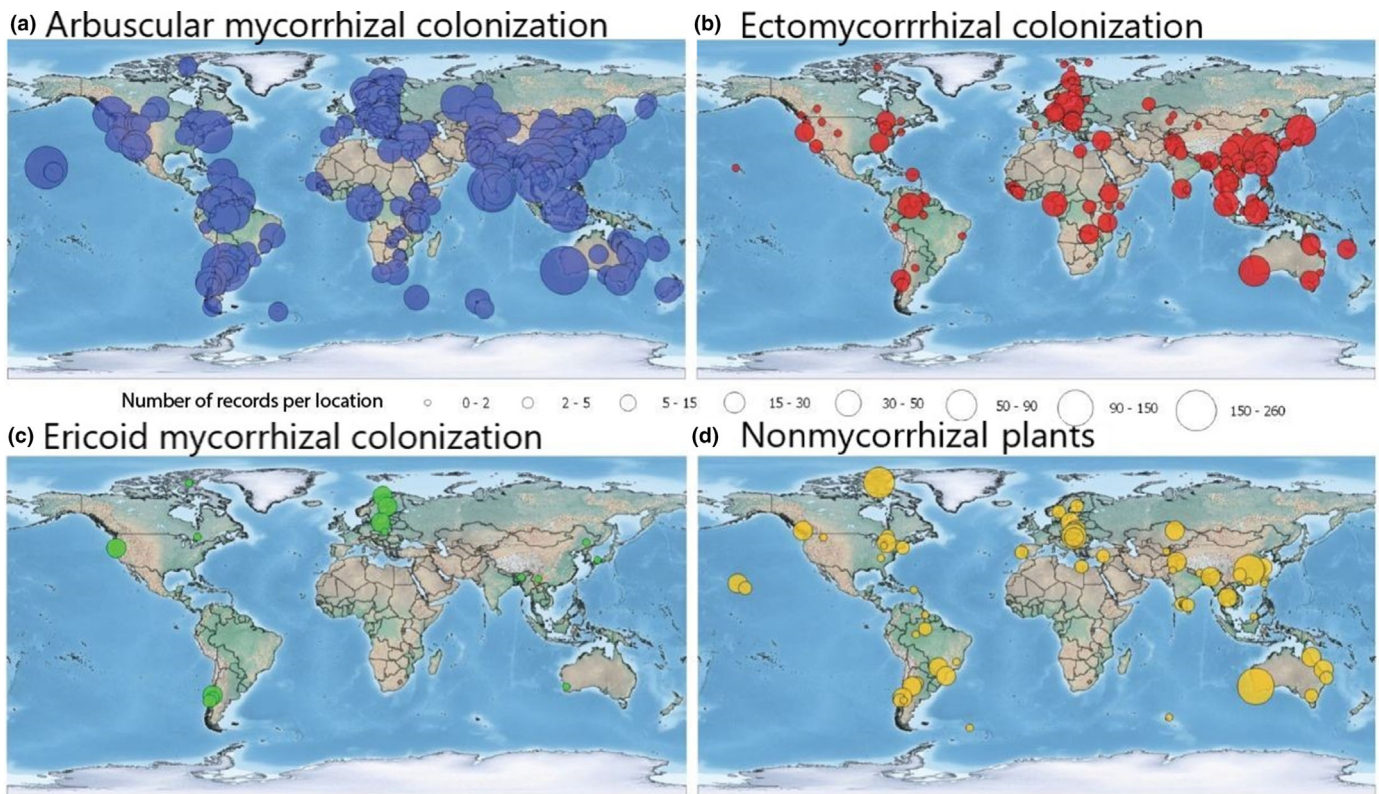 (a) Arbuscular mycorrhizal colonization
(b) Ectomycorrrhizal colonization
Number of records per location 0 - 2 2 - 5 5 - 15 15 - 30 30 - 50 50 - 90 90 - 150 150 - 260
(c) Ericoid mycorrhizal colonization
(d) Nonmycorrhizal plants